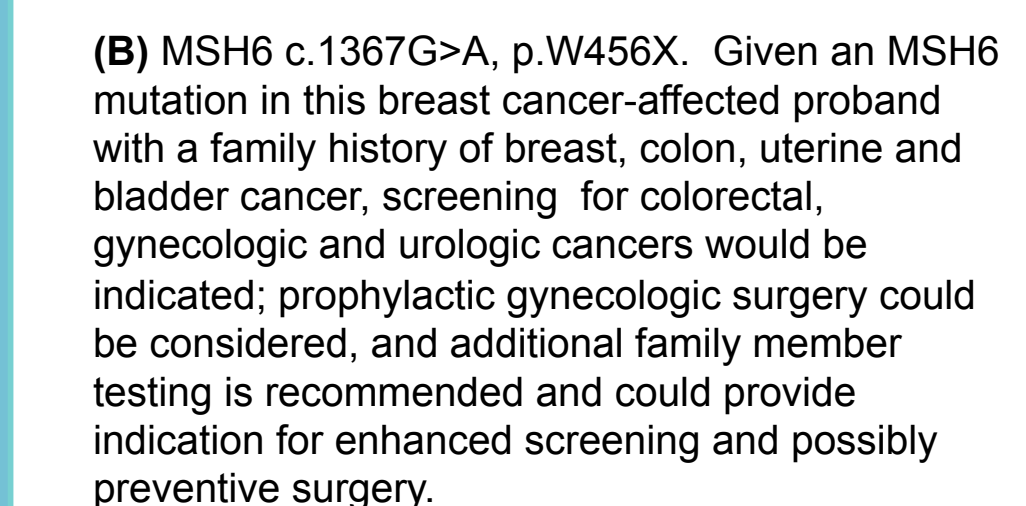 (B) MSH6 c.1367G>A, p.W456X.  Given an MSH6
mutation in this breast cancer-affected proband
with a family history of breast, colon, uterine and
bladder cancer, screening  for colorectal,
gynecologic and urologic cancers would be
indicated; prophylactic gynecologic surgery could
be considered, and additional family member
testing is recommended and could provide
indication for enhanced screening and possibly
preventive surgery.